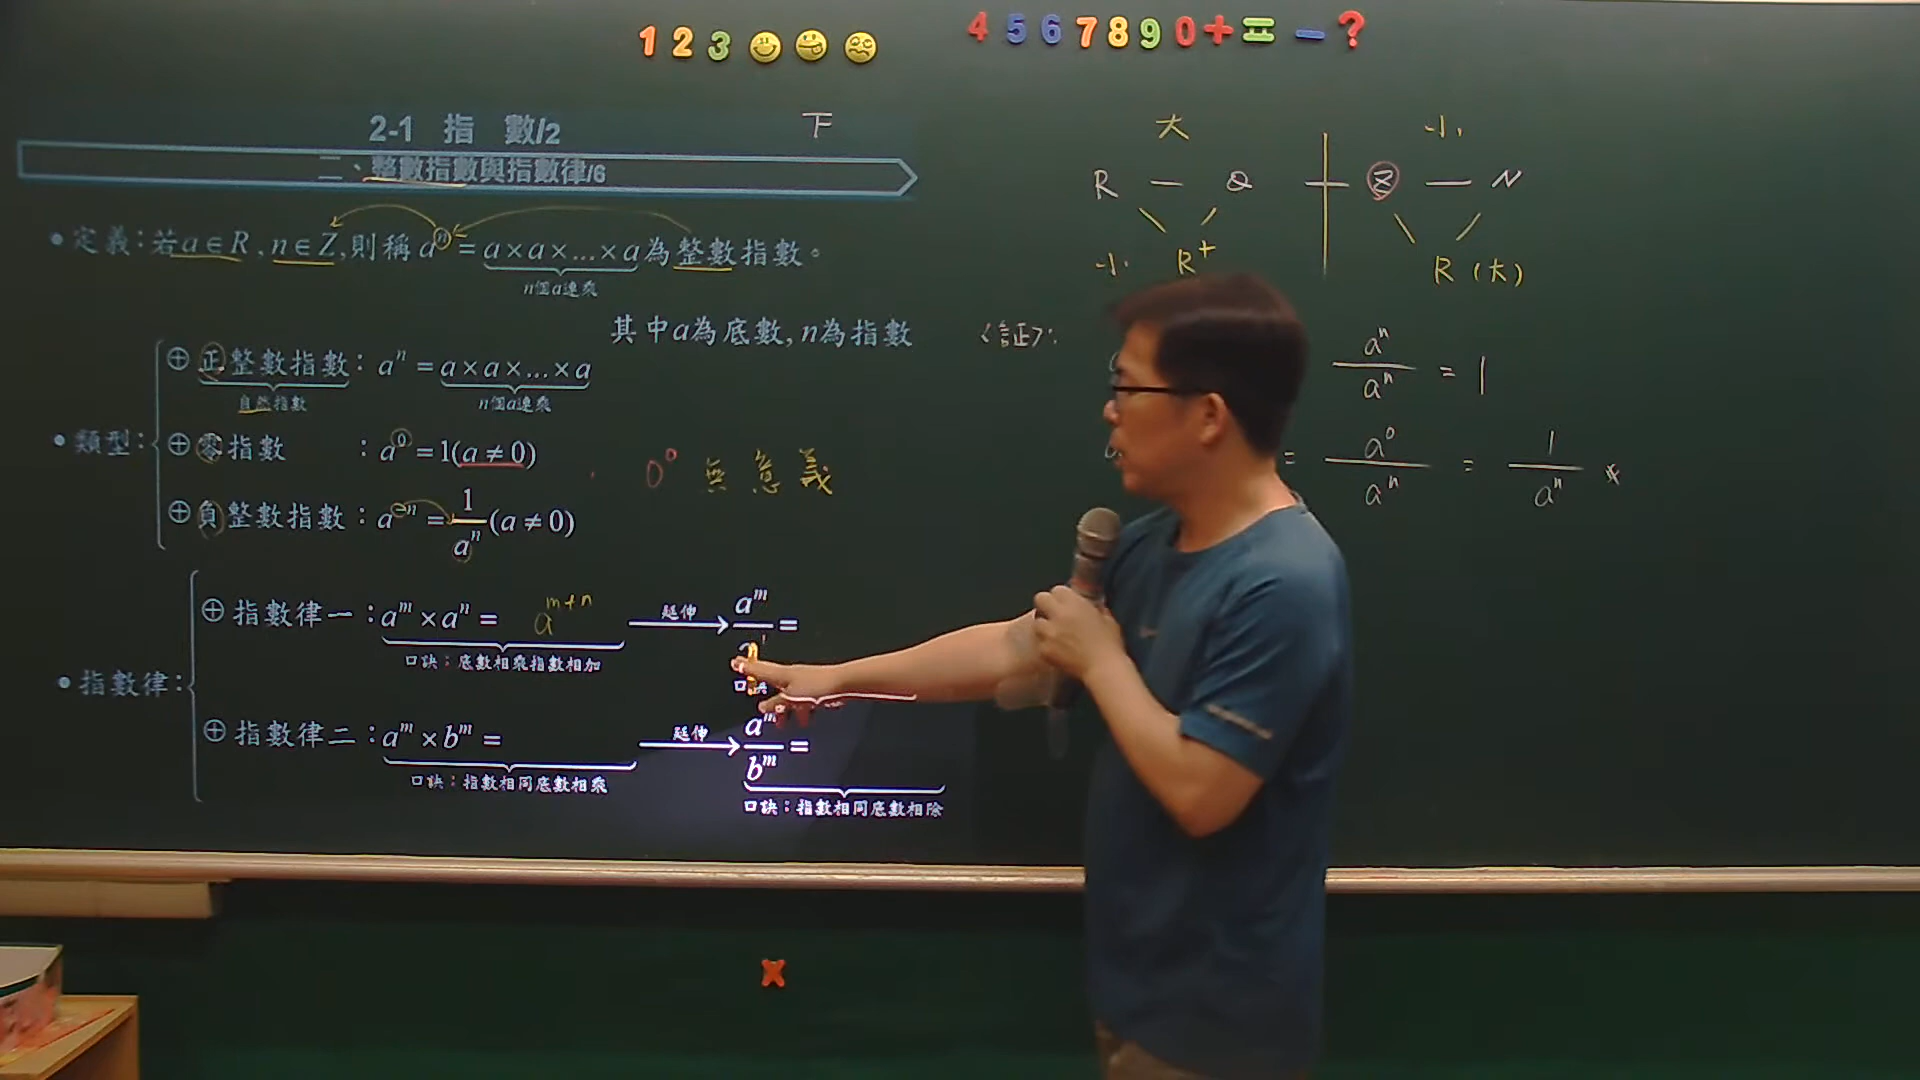 1 2 3 4 5 6 7 8 9 0 + = − ?
2-1 指 數/2 下
二、整數指數與指數律/6
• 定義:若a∈R,n∈Z,則稱aⁿ=a×a×...×a為整數指數。
n個a連乘
其中a為底數,n為指數
• 類型:
⊕ 正整數指數:aⁿ=a×a×...×a
自然指數 n個a連乘
⊕ 零指數 :a⁰=1(a≠0) 0⁰ 無意義
⊕ 負整數指數:a⁻ⁿ=1/aⁿ(a≠0)
• 指數律:
⊕ 指數律一:aᵐ×aⁿ= aᵐ⁺ⁿ 延伸 aᵐ/ =
口訣:底數相乘指數相加 口訣
⊕ 指數律二:aᵐ×bᵐ= 延伸 aᵐ/bᵐ=
口訣:指數相同底數相乘 口訣:指數相同底數相除
大 小
R — Q Z — N
小 R⁺ R(大)
<證>:
aⁿ/aⁿ = 1
= a⁰/aⁿ = 1/aⁿ *
x